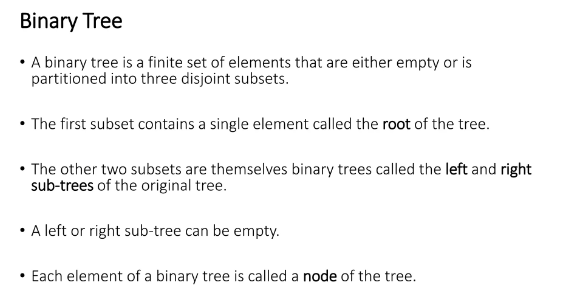 Binary Tree
• A binary tree is a finite set of elements that are either empty or is
partitioned into three disjoint subsets.
• The first subset contains a single element called the root of the tree.
• The other two subsets are themselves binary trees called the left and right
sub-trees of the original tree.
• A left or right sub-tree can be empty.
• Each element of a binary tree is called a node of the tree.